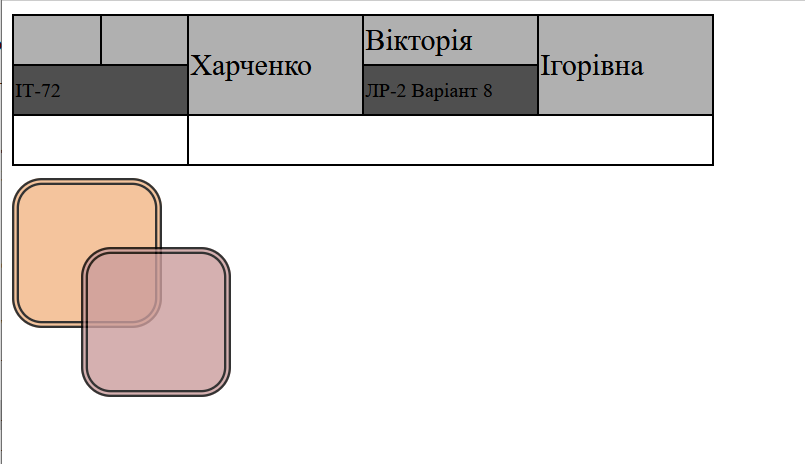 Харченко
Вікторія
Ігорівна
ІТ-72
ЛР-2 Варіант 8